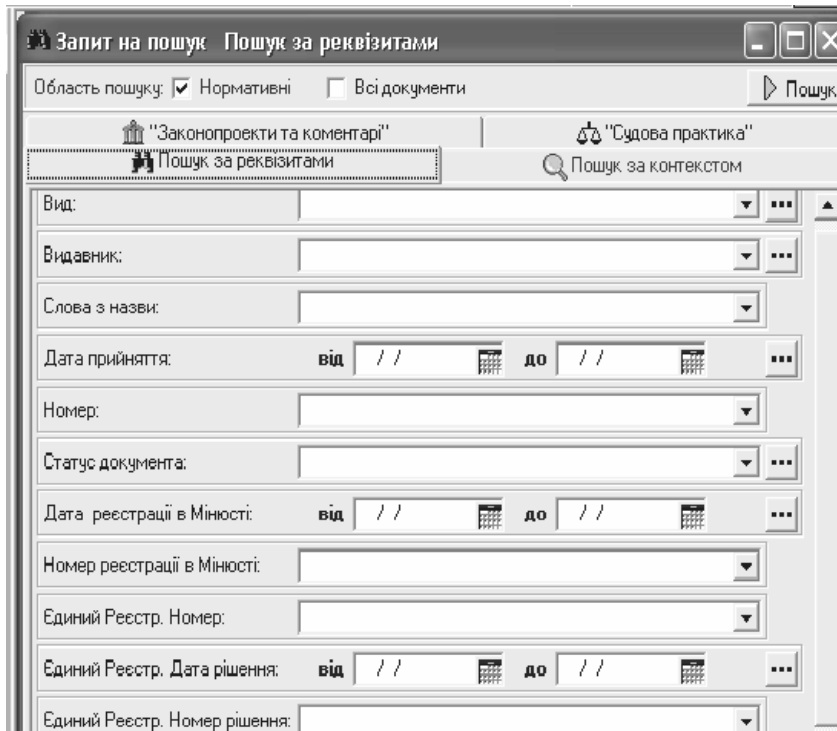 Запит на пошук Пошук за реквізитами
Область пошуку: Нормативні Всі документи Пошук
"Законопроекти та коментарі" "Судова практика"
Пошук за реквізитами Пошук за контекстом
Вид:
Видавник:
Слова з назви:
Дата прийняття: від / / до / /
Номер:
Статус документа:
Дата реєстрації в Мінюсті: від / / до / /
Номер реєстрації в Мінюсті:
Єдиний Реєстр. Номер:
Єдиний Реєстр. Дата рішення: від / / до / /
Єдиний Реєстр. Номер рішення: